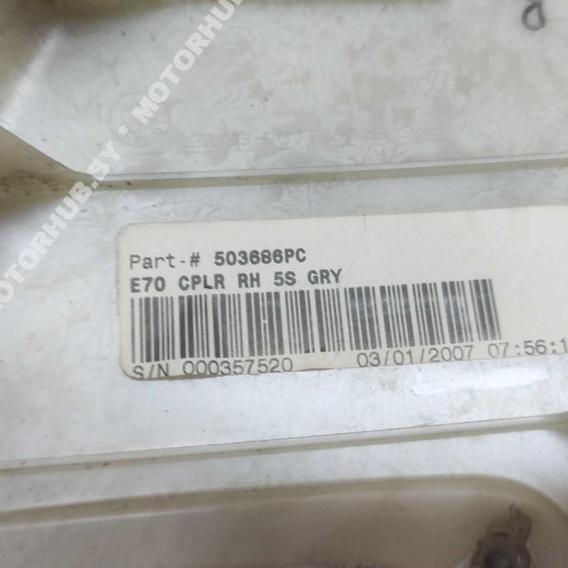 MOTORHUB.BY * MOTORHUB
Part-# 503686PC
E70 CPLR RH 5S GRY
S/N 000357520 03/01/2007 07:56:1